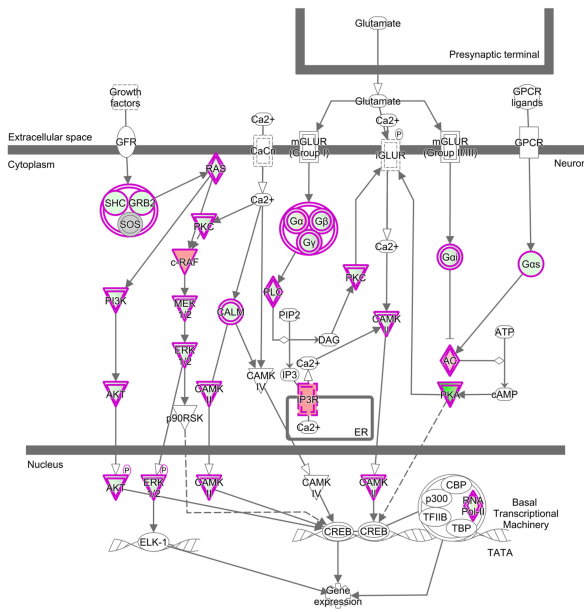 Glutamate
Presynaptic terminal
Growth
factors
GPCR
ligands
Ca2+
Glutamate
Ca2+
Extracellular space
GFR
CaCn
mGLUR
(Group I)
iGLUR
P
mGLUR
(Group II/III)
GPCR
Cytoplasm
Neuron
RAS
SHC
GRB2
SOS
PKC
Ca2+
Gα
Gβ
Gγ
Ca2+
Gαi
Gαs
c-RAF
PKC
PI3K
MEK
1/2
CALM
PLC
PIP2
DAG
CAMK
II
ATP
ERK
1/2
AC
CAMK
IV
IP3
Ca2+
AKT
CAMK
II
IP3R
PKA
cAMP
p90RSK
Ca2+
ER
Nucleus
P
AKT
P
ERK
1/2
CAMK
II
CAMK
IV
CAMK
II
CBP
p300
RNA
Pol-II
TFIIB
TBP
Basal
Transcriptional
Machinery
ELK-1
CREB
CREB
TATA
Gene
expression